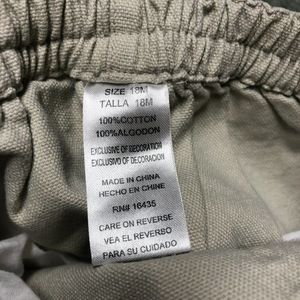 SIZE 18M
TALLA 18M
100%COTTON
100%ALGODON
EXCLUSIVE OF DECORATION
EXCLUSIVO DE DECORACION
MADE IN CHINA
HECHO EN CHINE
RN# 16435
CARE ON REVERSE
VEA EL REVERSO
PARA SU CUIDADO